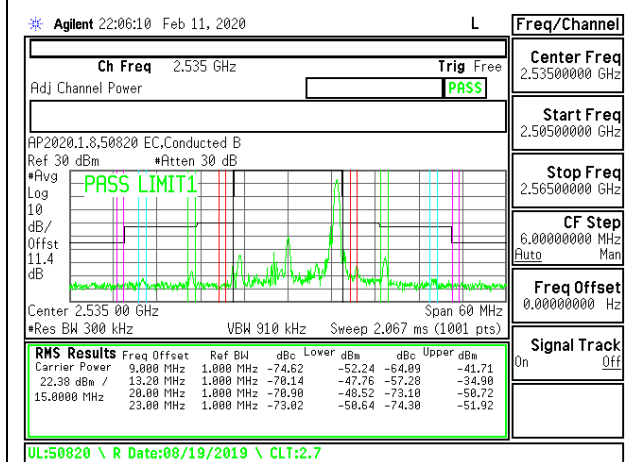 Agilent 22:06:10 Feb 11, 2020 L
Freq/Channel
Ch Freq 2.535 GHz Trig Free
Adj Channel Power PASS
AP2020.1.8,50820 EC,Conducted B
Ref 30 dBm #Atten 30 dB
#Avg
Log
10
dB/
Offst
11.4
dB
PASS LIMIT1
Center 2.535 00 GHz Span 60 MHz
#Res BW 300 kHz VBW 910 kHz Sweep 2.067 ms (1001 pts)
RMS Results Freq Offset Ref BW dBc Lower dBm dBc Upper dBm
Carrier Power 9.000 MHz 1.000 MHz -74.62 -52.24 -64.09 -41.71
22.38 dBm / 13.20 MHz 1.000 MHz -70.14 -47.76 -57.28 -34.90
15.0000 MHz 20.00 MHz 1.000 MHz -70.90 -48.52 -73.10 -50.72
23.00 MHz 1.000 MHz -73.02 -50.64 -74.30 -51.92
UL:50820 \ R Date:08/19/2019 \ CLT:2.7
Center Freq
2.53500000 GHz
Start Freq
2.50500000 GHz
Stop Freq
2.56500000 GHz
CF Step
6.00000000 MHz
Auto Man
Freq Offset
0.00000000 Hz
Signal Track
On Off